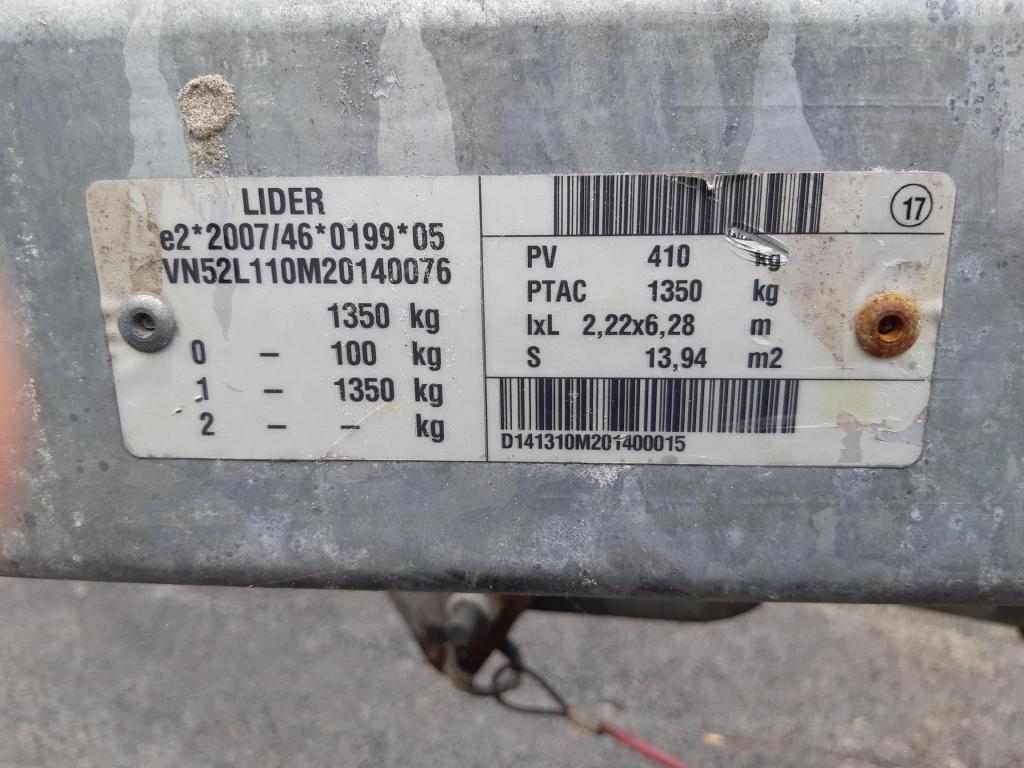 LIDER
e2*2007/46*0199*05
VN52L110M20140076
1350 kg
0 – 100 kg
1 – 1350 kg
2 – – kg
17
PV 410 kg
PTAC 1350 kg
lxL 2,22x6,28 m
S 13,94 m2
D141310M201400015